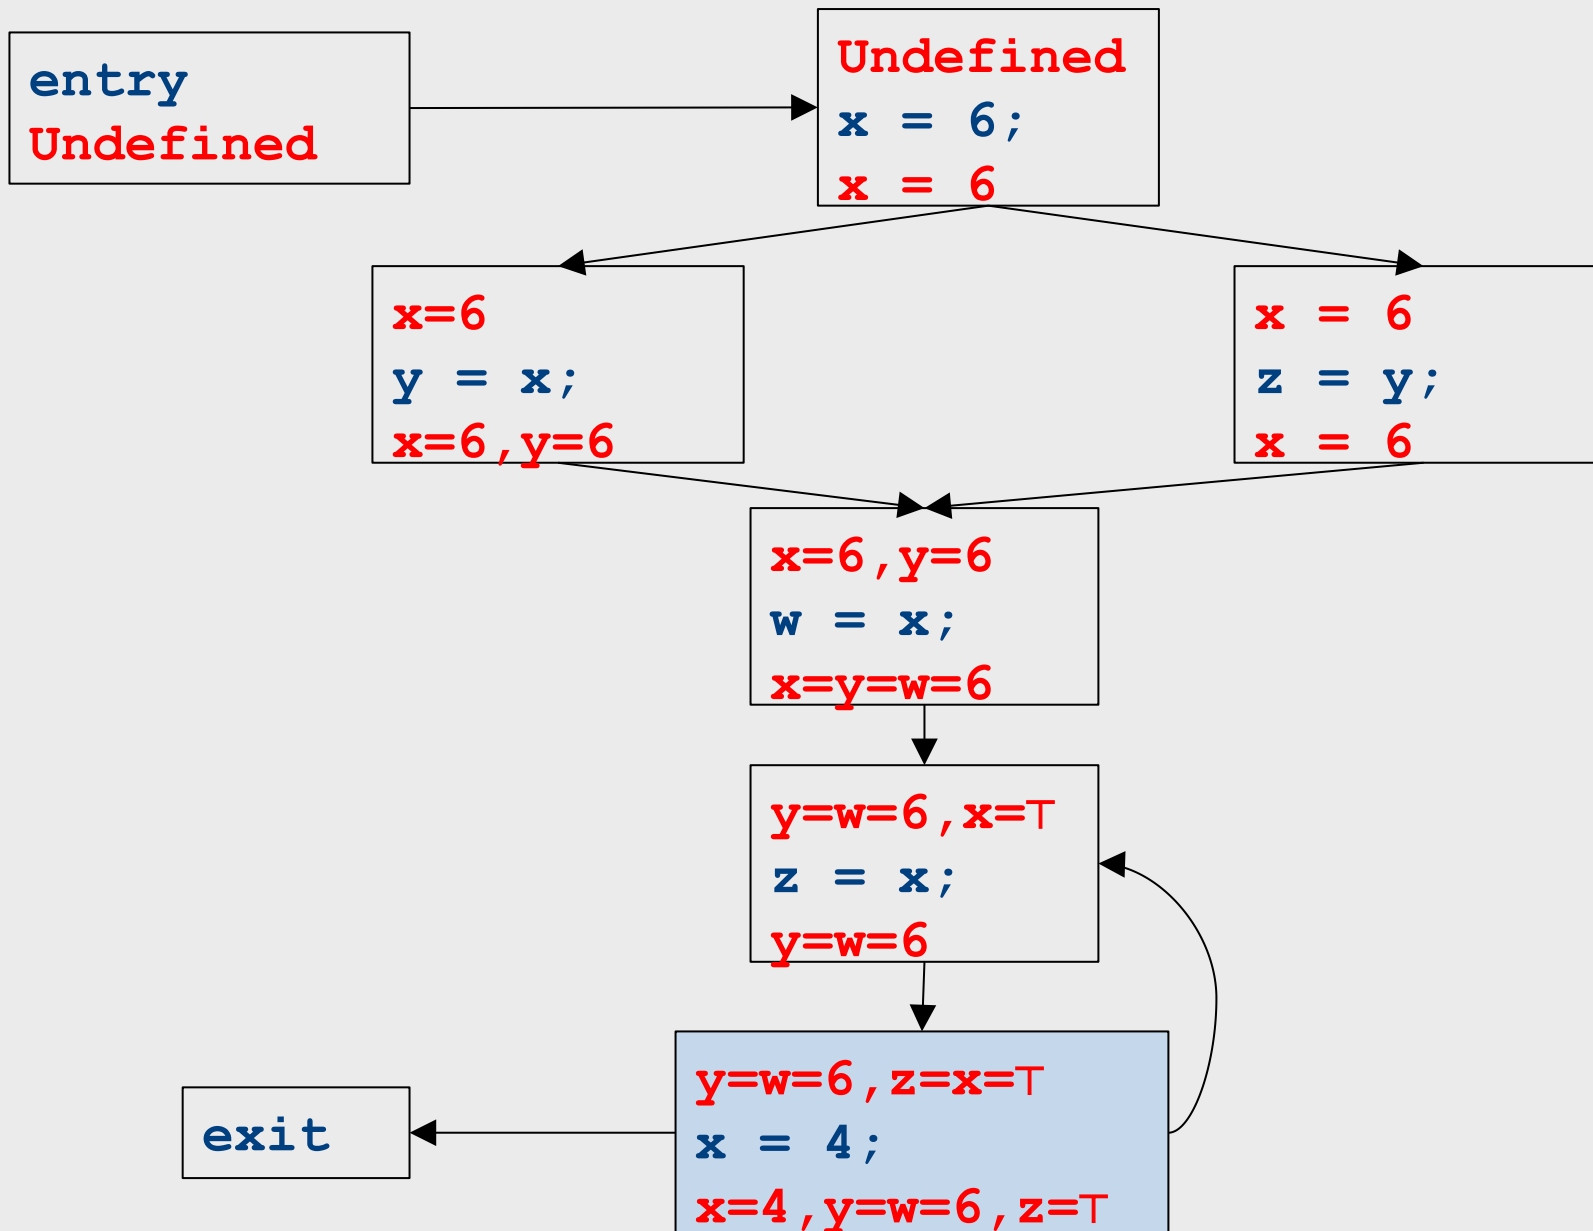 entry
Undefined
Undefined
x = 6;
x = 6
x=6
y = x;
x=6,y=6
x = 6
z = y;
x = 6
x=6,y=6
w = x;
x=y=w=6
y=w=6,x=⊤
z = x;
y=w=6
y=w=6,z=x=⊤
x = 4;
x=4,y=w=6,z=⊤
exit